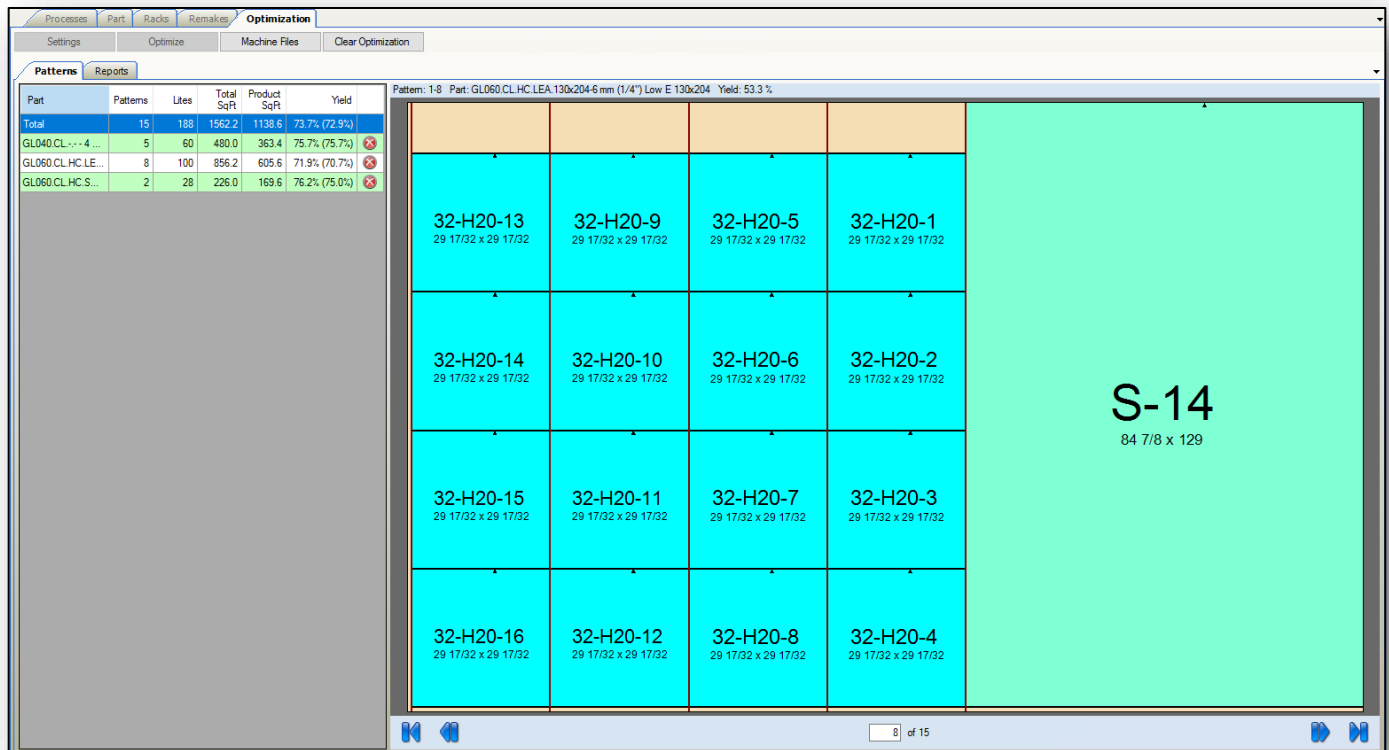 Processes Part Racks Remakes Optimization
Settings Optimize Machine Files Clear Optimization
Patterns Reports
Part Patterns Lites Total SqFt Product SqFt Yield
Total 15 188 1562.2 1138.6 73.7% (72.9%)
GL040.CL.-.-.- 4 ... 5 60 480.0 363.4 75.7% (75.7%)
GL060.CL.HC.LE... 8 100 856.2 605.6 71.9% (70.7%)
GL060.CL.HC.S... 2 28 226.0 169.6 76.2% (75.0%)
Pattern: 1-8 Part: GL060.CL.HC.LEA.130x204-6 mm (1/4") Low E 130x204 Yield: 53.3 %
32-H20-13 32-H20-9 32-H20-5 32-H20-1
29 17/32 x 29 17/32 29 17/32 x 29 17/32 29 17/32 x 29 17/32 29 17/32 x 29 17/32
32-H20-14 32-H20-10 32-H20-6 32-H20-2
29 17/32 x 29 17/32 29 17/32 x 29 17/32 29 17/32 x 29 17/32 29 17/32 x 29 17/32
S-14
84 7/8 x 129
32-H20-15 32-H20-11 32-H20-7 32-H20-3
29 17/32 x 29 17/32 29 17/32 x 29 17/32 29 17/32 x 29 17/32 29 17/32 x 29 17/32
32-H20-16 32-H20-12 32-H20-8 32-H20-4
29 17/32 x 29 17/32 29 17/32 x 29 17/32 29 17/32 x 29 17/32 29 17/32 x 29 17/32
8 of 15